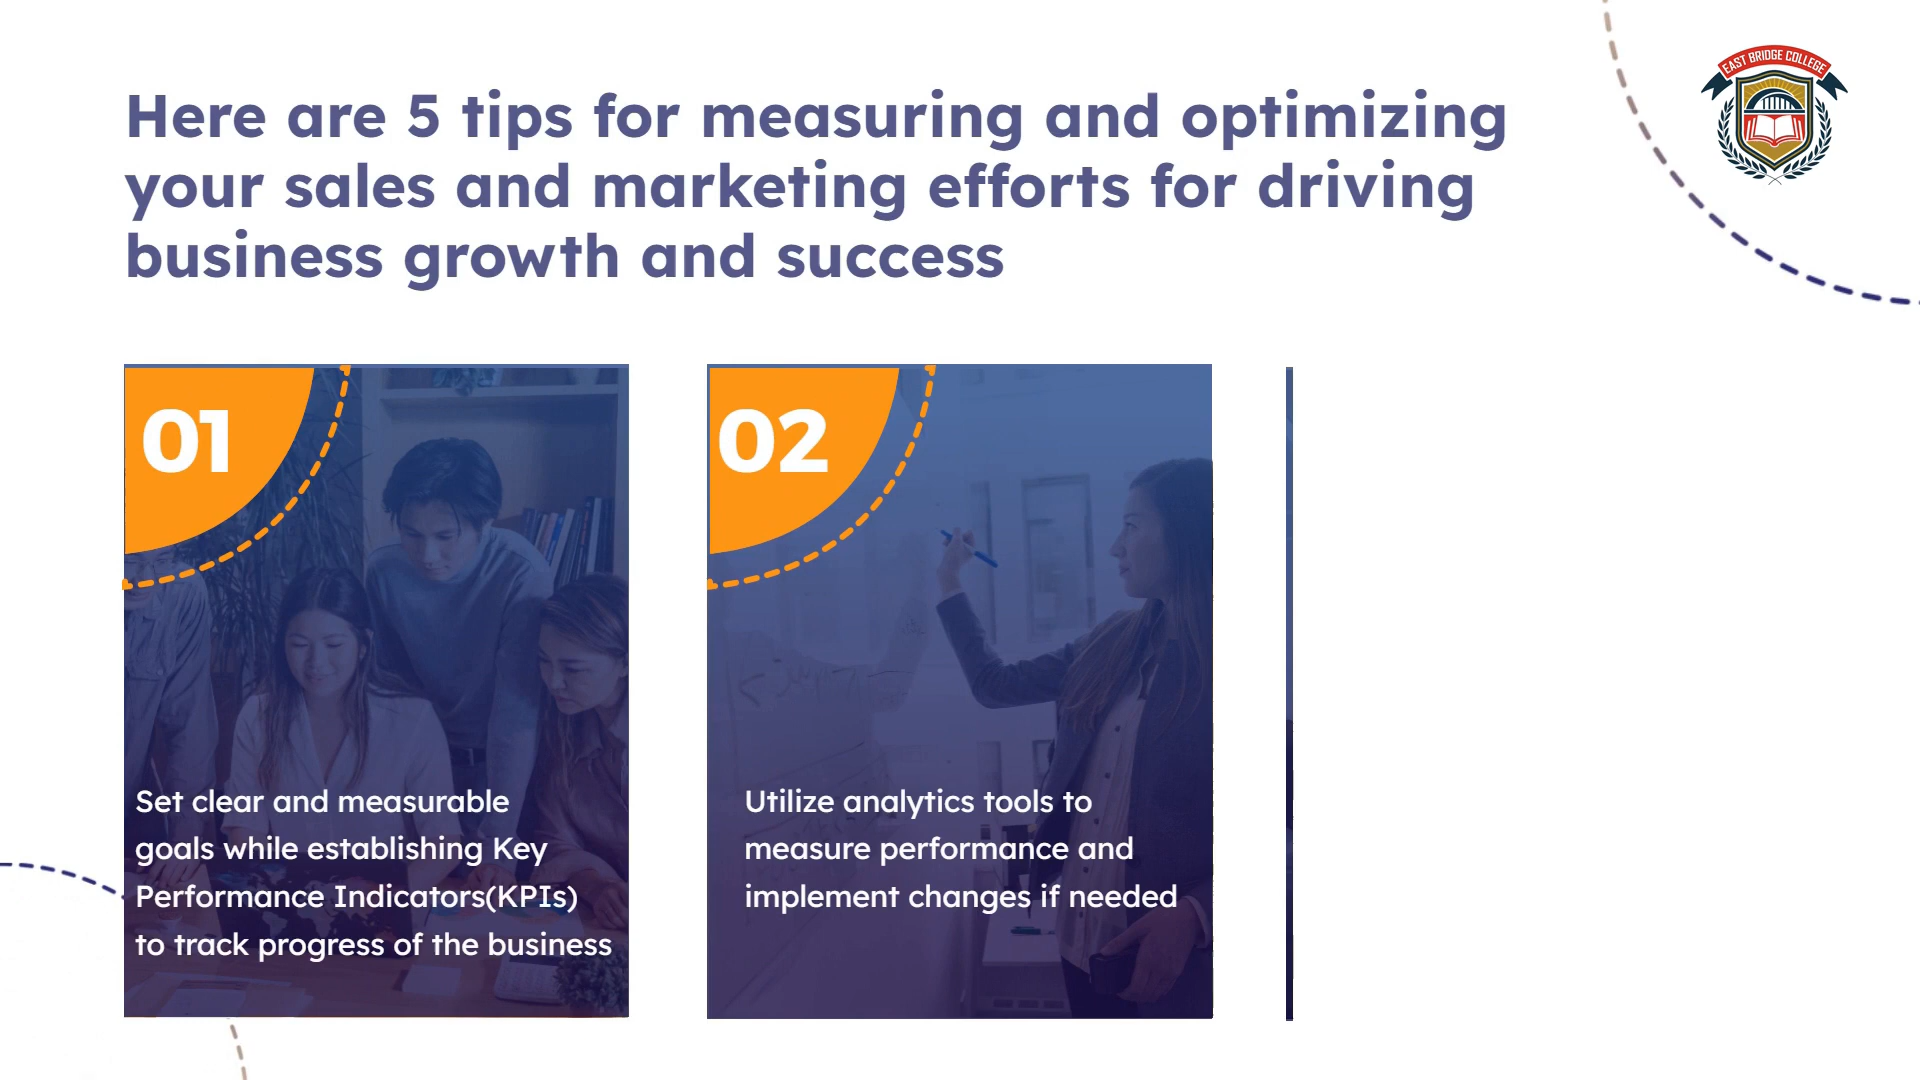 EAST BRIDGE COLLEGE
Here are 5 tips for measuring and optimizing
your sales and marketing efforts for driving
business growth and success
01
Set clear and measurable
goals while establishing Key
Performance Indicators(KPIs)
to track progress of the business
02
Utilize analytics tools to
measure performance and
implement changes if needed